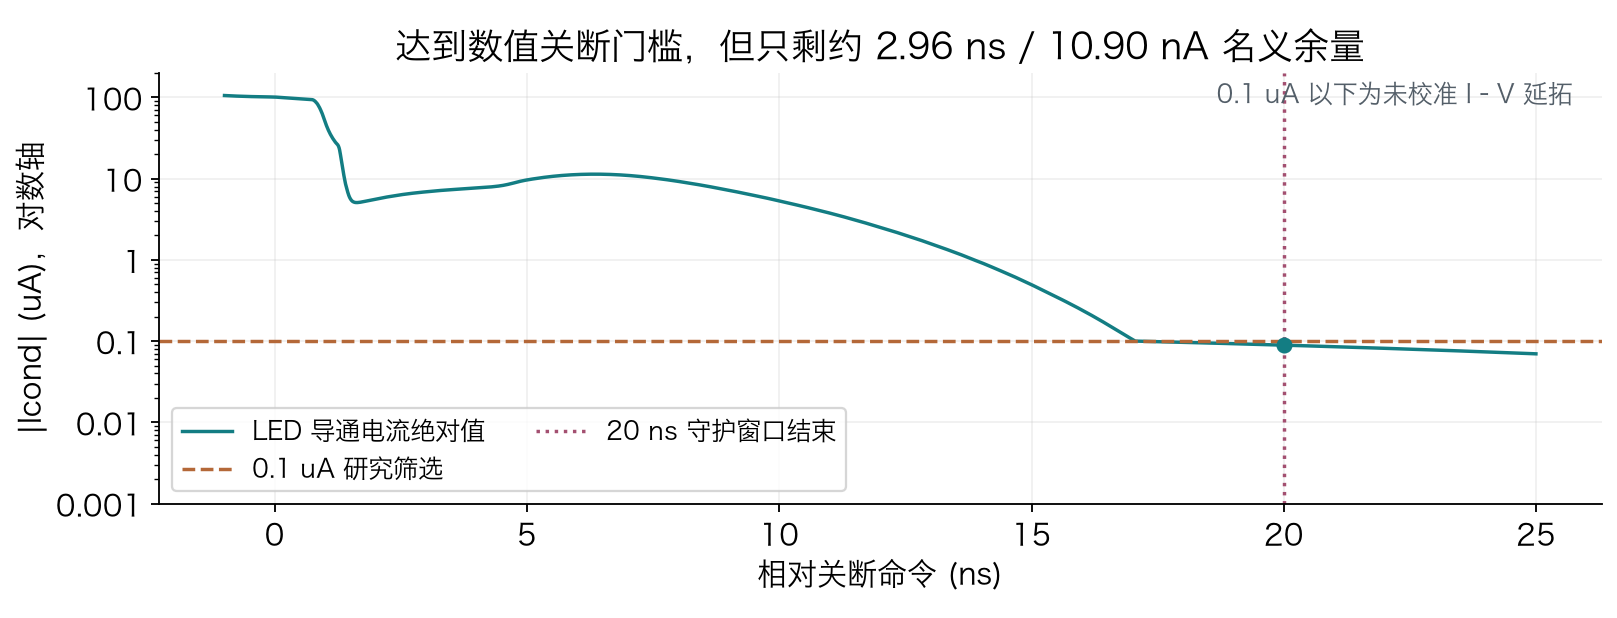 达到数值关断门槛，但只剩约 2.96 ns / 10.90 nA 名义余量
0.1 uA 以下为未校准 I - V 延拓
|Icond| (uA)，对数轴
100
10
1
0.1
0.01
0.001
LED 导通电流绝对值
0.1 uA 研究筛选
20 ns 守护窗口结束
0
5
10
15
20
25
相对关断命令 (ns)